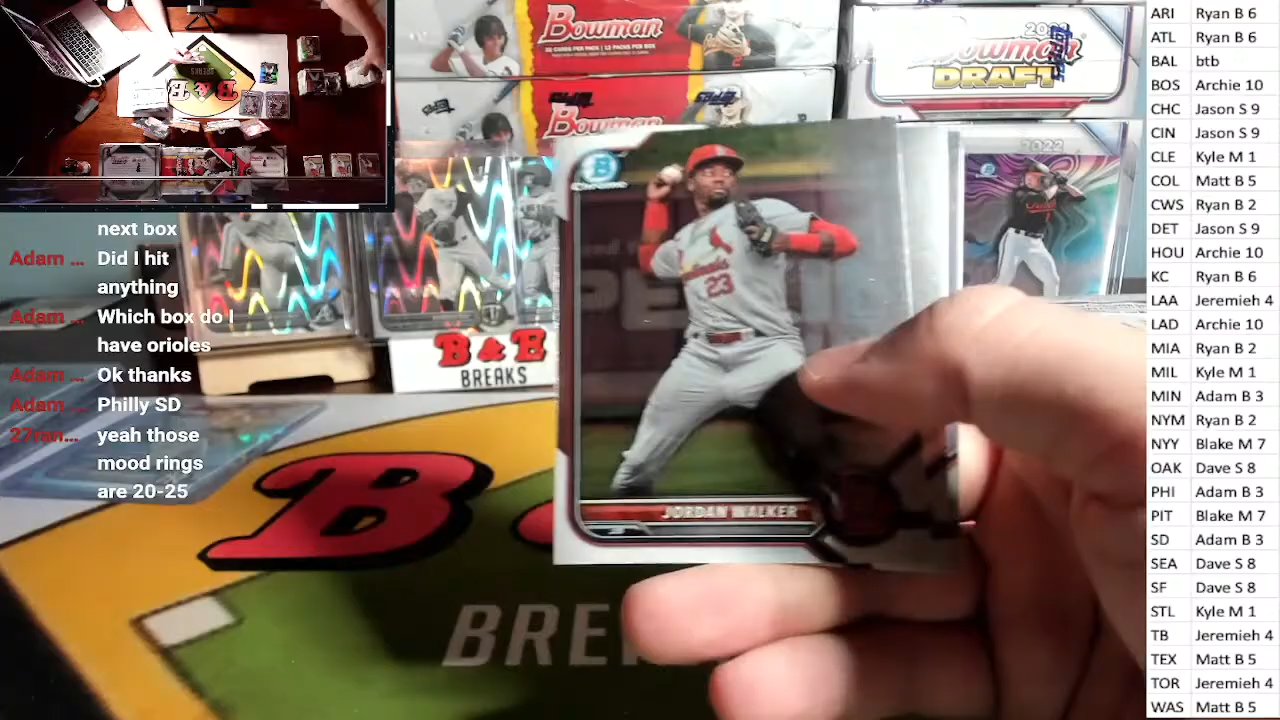 next box
Adam ... Did I hit
anything
Adam ... Which box do I
have orioles
Adam ... Ok thanks
Adam ... Philly SD
27ran... yeah those
mood rings
are 20-25
Bowman
Bowman
Bowman
DRAFT
2022
B & E
BREAKS
B
Chrome
Cardinals
23
JORDAN WALKER
B
BRE
ARI Ryan B 6
ATL Ryan B 6
BAL btb
BOS Archie 10
CHC Jason S 9
CIN Jason S 9
CLE Kyle M 1
COL Matt B 5
CWS Ryan B 2
DET Jason S 9
HOU Archie 10
KC Ryan B 6
LAA Jeremieh 4
LAD Archie 10
MIA Ryan B 2
MIL Kyle M 1
MIN Adam B 3
NYM Ryan B 2
NYY Blake M 7
OAK Dave S 8
PHI Adam B 3
PIT Blake M 7
SD Adam B 3
SEA Dave S 8
SF Dave S 8
STL Kyle M 1
TB Jeremieh 4
TEX Matt B 5
TOR Jeremieh 4
WAS Matt B 5